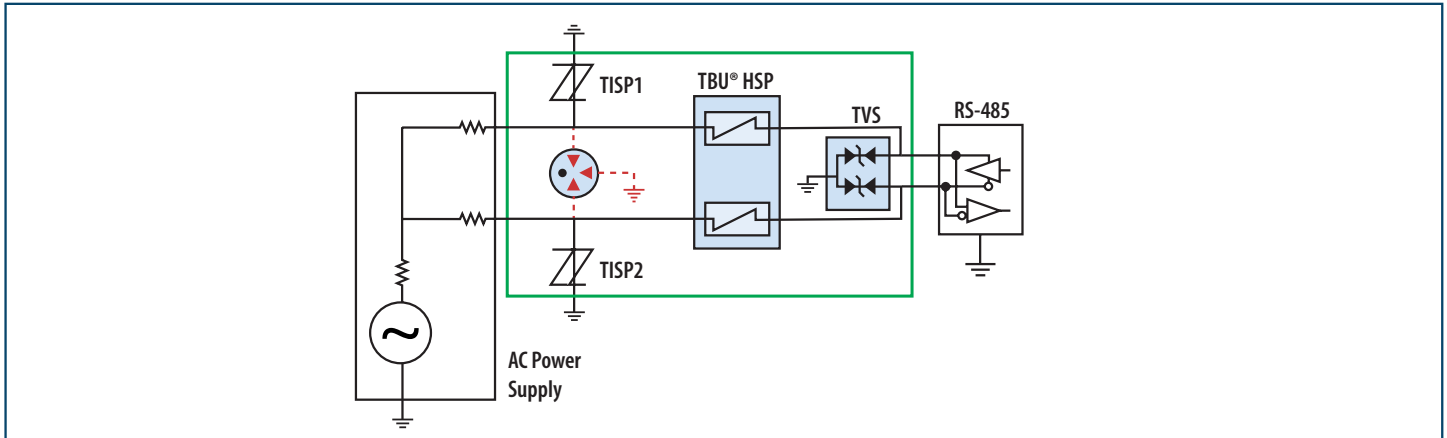 TISP1
TBU® HSP
TVS
RS-485
TISP2
AC Power
Supply